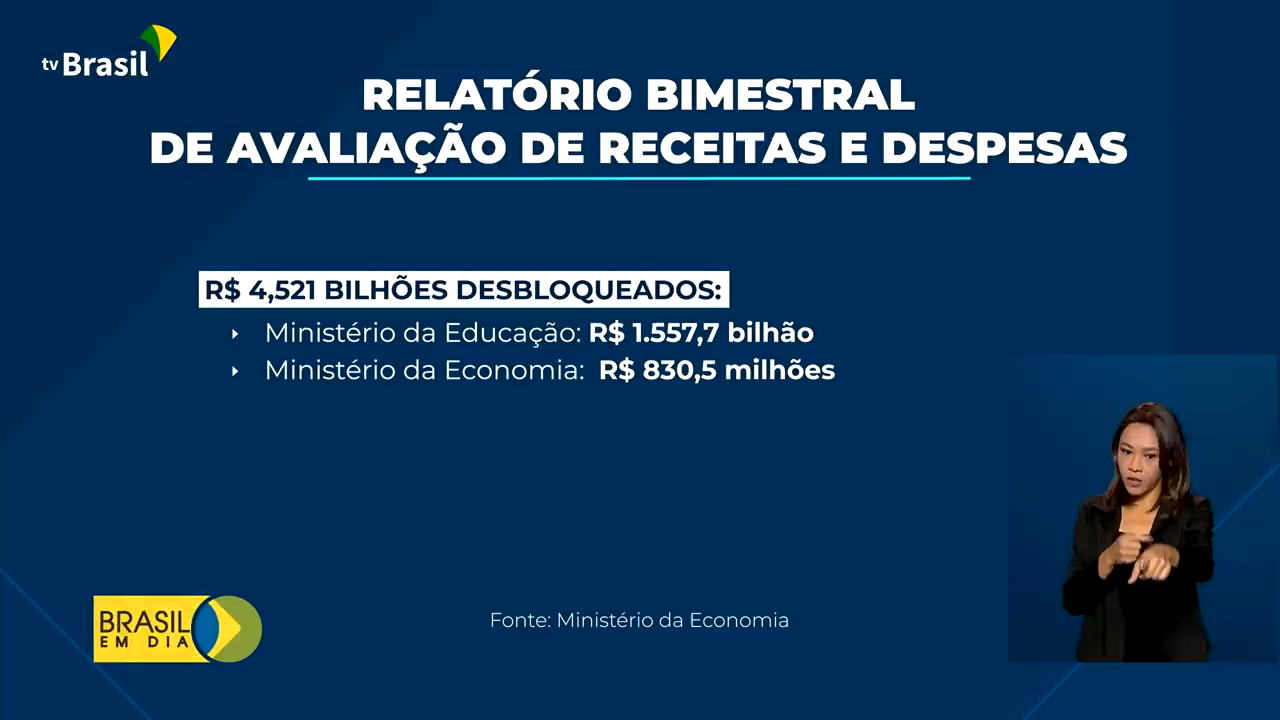 tv Brasil
RELATÓRIO BIMESTRAL
DE AVALIAÇÃO DE RECEITAS E DESPESAS
R$ 4,521 BILHÕES DESBLOQUEADOS:
Ministério da Educação: R$ 1.557,7 bilhão
Ministério da Economia: R$ 830,5 milhões
BRASIL
EM DIA
Fonte: Ministério da Economia